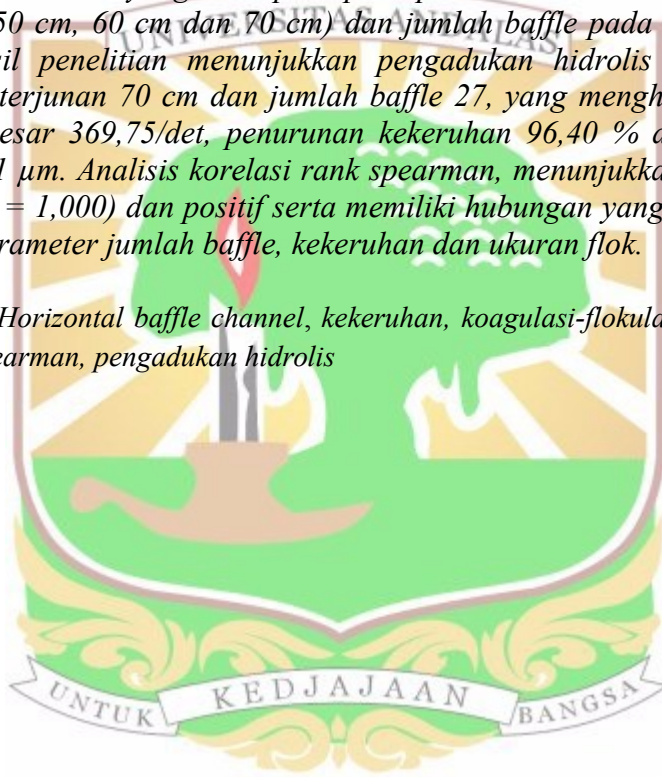 50 cm, 60 cm dan 70 cm) dan jumlah baffle pada
UNIVERSITAS ANDALAS
il penelitian menunjukkan pengadukan hidrolis
terjunan 70 cm dan jumlah baffle 27, yang mengh
esar 369,75/det, penurunan kekeruhan 96,40 %
1 µm. Analisis korelasi rank spearman, menunjukka
= 1,000) dan positif serta memiliki hubungan yang
rameter jumlah baffle, kekeruhan dan ukuran flok.
Horizontal baffle channel, kekeruhan, koagulasi-flokula
earman, pengadukan hidrolis
UNTUK KEDJAJAAN BANGSA